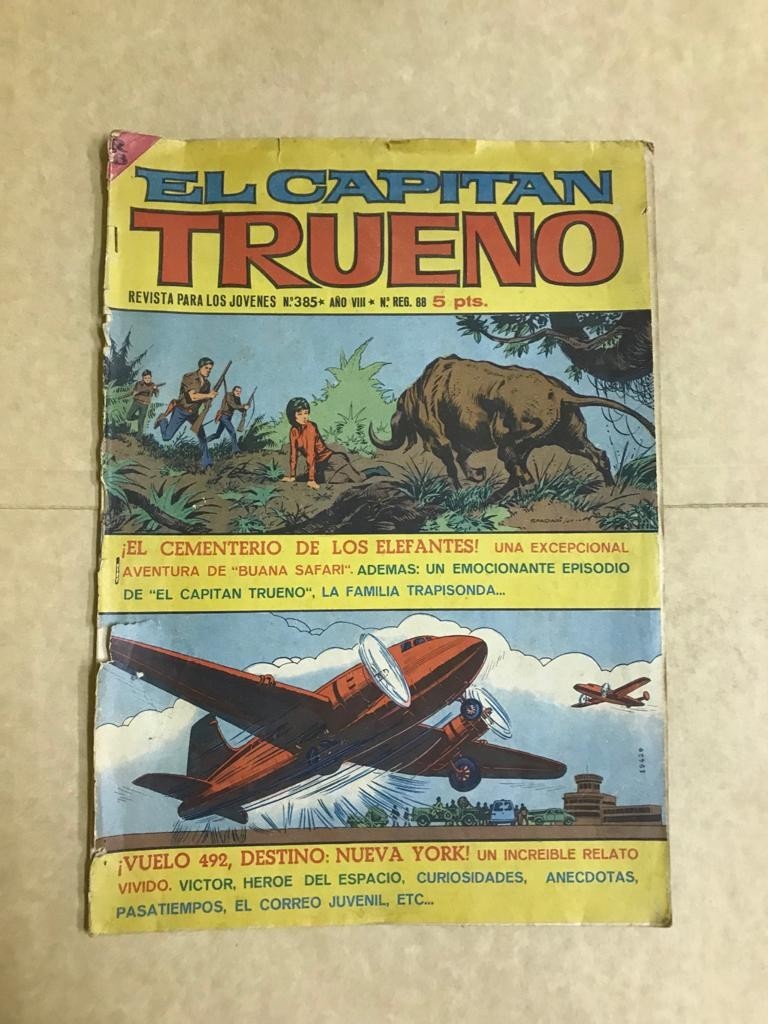 EL CAPITAN
TRUENO
REVISTA PARA LOS JOVENES N.º 385 * AÑO VIII * N.º REG. 88 5 pts.
¡EL CEMENTERIO DE LOS ELEFANTES! UNA EXCEPCIONAL
AVENTURA DE "BUANA SAFARI". ADEMAS: UN EMOCIONANTE EPISODIO
DE "EL CAPITAN TRUENO", LA FAMILIA TRAPISONDA...
19429
¡VUELO 492, DESTINO: NUEVA YORK! UN INCREIBLE RELATO
VIVIDO. VICTOR, HEROE DEL ESPACIO, CURIOSIDADES, ANECDOTAS,
PASATIEMPOS, EL CORREO JUVENIL, ETC...